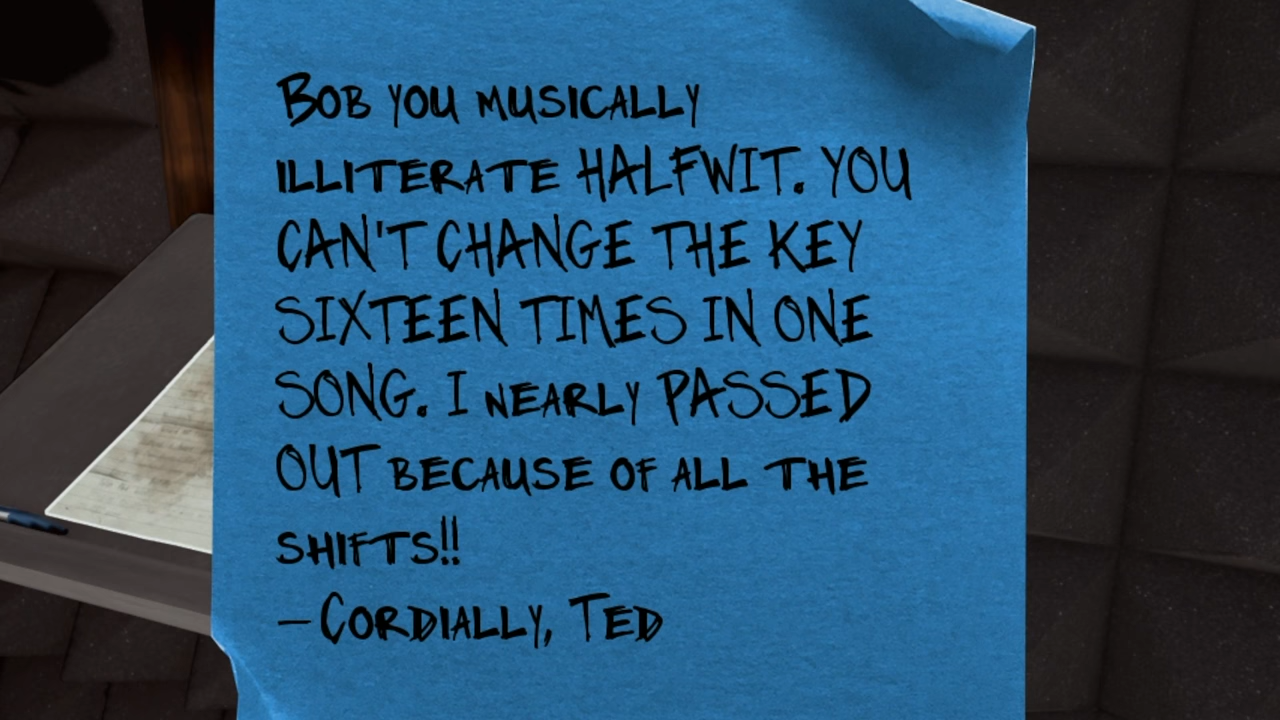 Bob you musically
illiterate HALFWIT. YOU
CAN'T CHANGE THE KEY
SIXTEEN TIMES IN ONE
SONG. I nearly PASSED
OUT because of all the
shifts!!
–Cordially, Ted